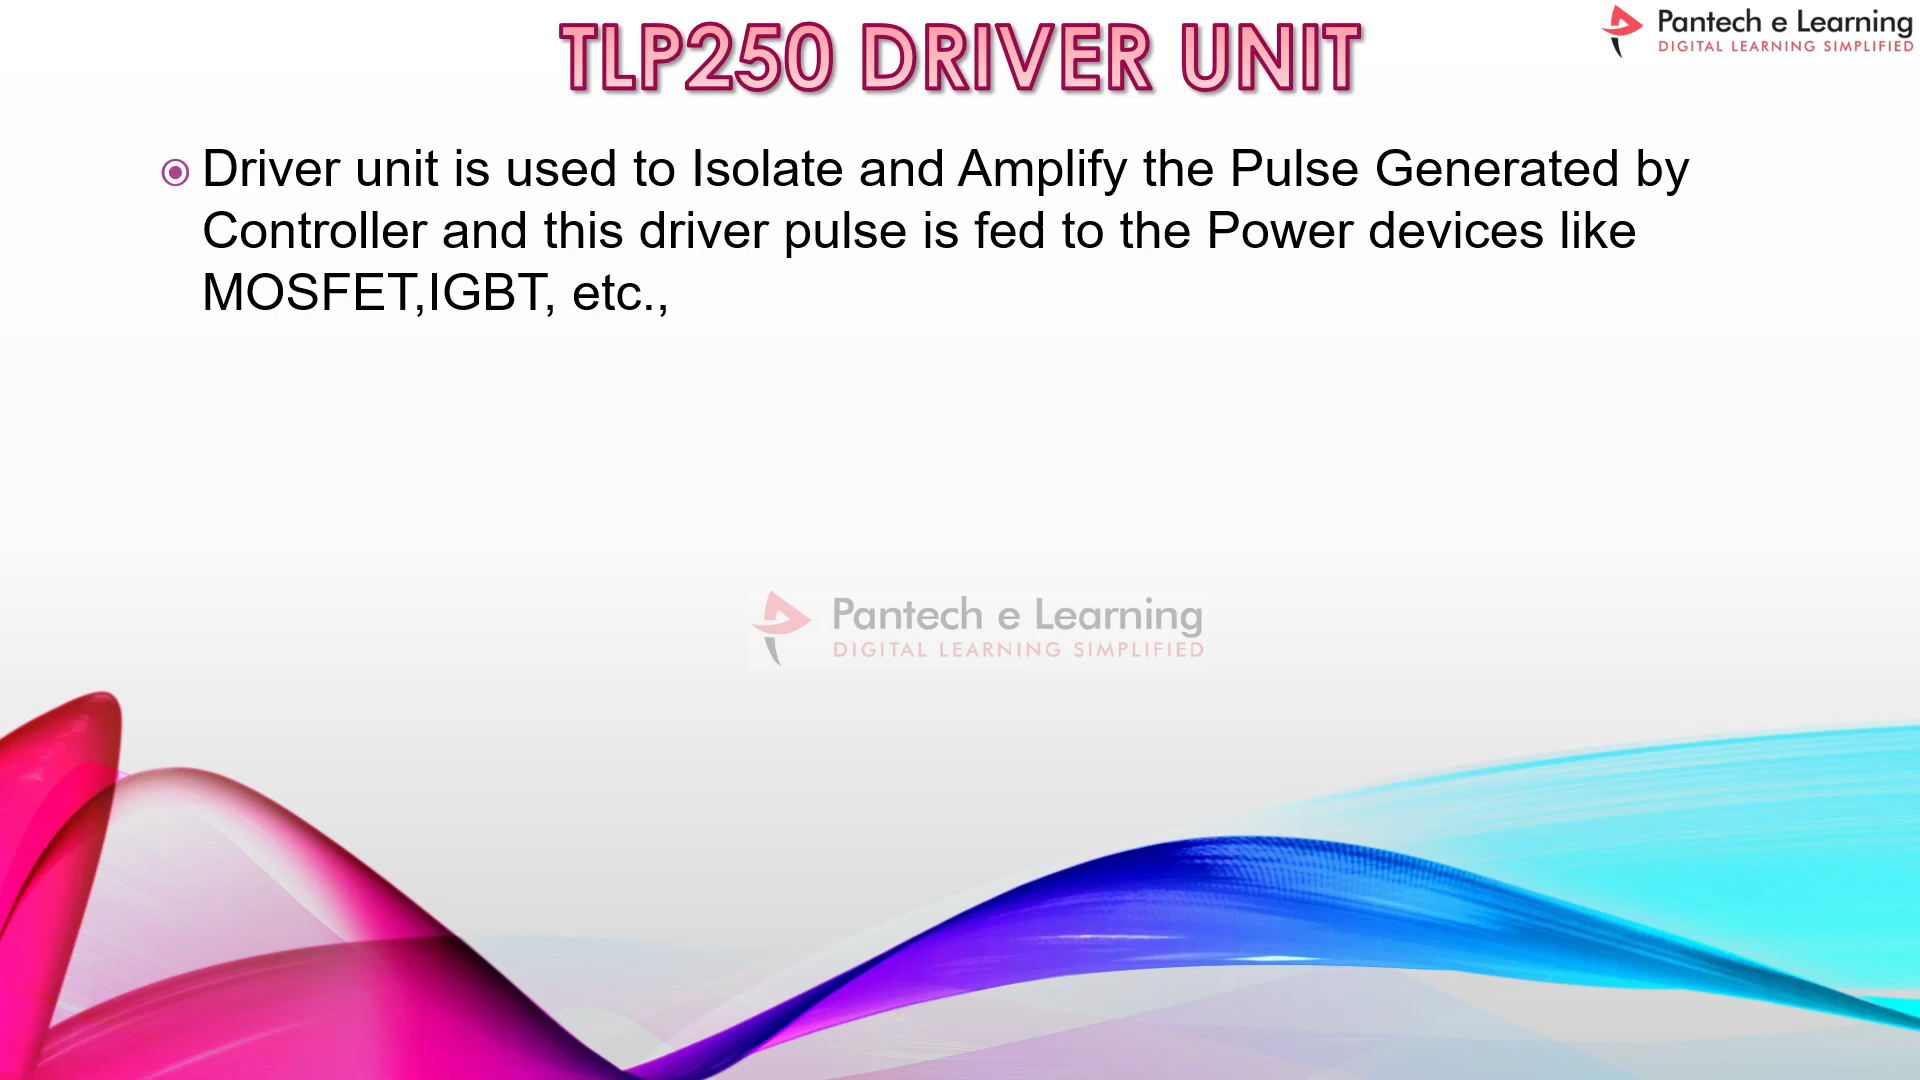 TLP250 DRIVER UNIT
Pantech e Learning
DIGITAL LEARNING SIMPLIFIED
Driver unit is used to Isolate and Amplify the Pulse Generated by
Controller and this driver pulse is fed to the Power devices like
MOSFET,IGBT, etc.,
Pantech e Learning
DIGITAL LEARNING SIMPLIFIED